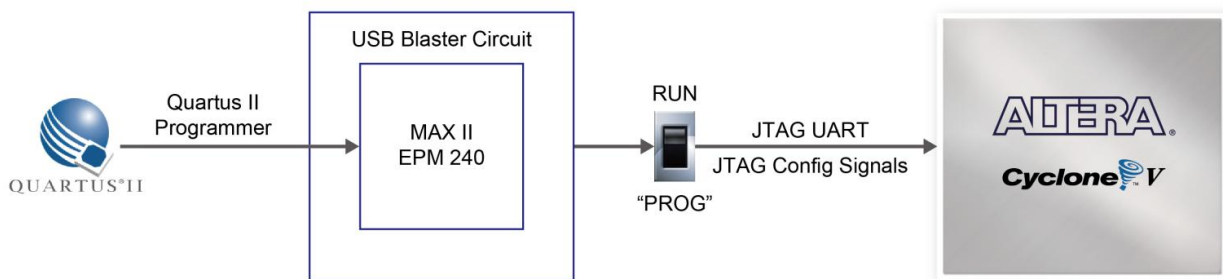 USB Blaster Circuit
Quartus II
Programmer
MAX II
EPM 240
RUN
"PROG"
JTAG UART
JTAG Config Signals
QUARTUS®II
ALTERA®
Cyclone™ V